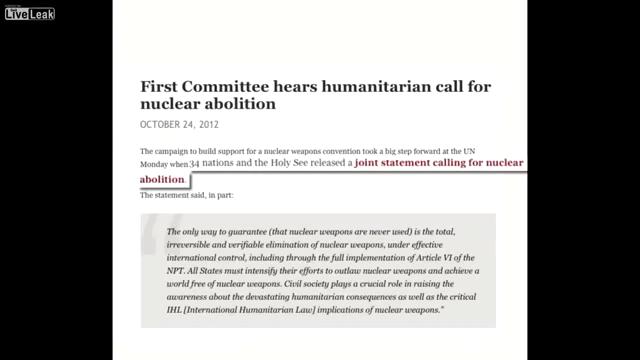 LiveLeak
First Committee hears humanitarian call for
nuclear abolition
OCTOBER 24, 2012
The campaign to build support for a nuclear weapons convention took a big step forward at the UN
Monday when 34 nations and the Holy See released a joint statement calling for nuclear
abolition.
The statement said, in part:
The only way to guarantee (that nuclear weapons are never used) is the total,
irreversible and verifiable elimination of nuclear weapons, under effective
international control, including through the full implementation of Article VI of the
NPT. All States must intensify their efforts to outlaw nuclear weapons and achieve a
world free of nuclear weapons. Civil society plays a crucial role in raising the
awareness about the devastating humanitarian consequences as well as the critical
IHL [International Humanitarian Law] implications of nuclear weapons."